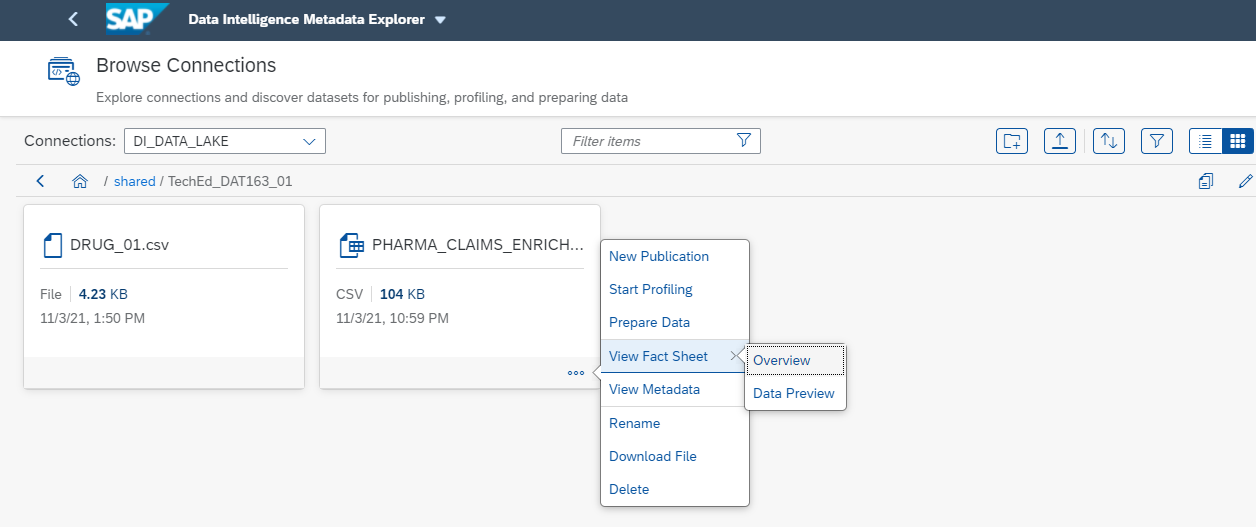 SAP Data Intelligence Metadata Explorer
Browse Connections
Explore connections and discover datasets for publishing, profiling, and preparing data
Connections: DI_DATA_LAKE Filter items
/ shared / TechEd_DAT163_01
DRUG_01.csv
File 4.23 KB
11/3/21, 1:50 PM
PHARMA_CLAIMS_ENRICH...
CSV 104 KB
11/3/21, 10:59 PM
New Publication
Start Profiling
Prepare Data
View Fact Sheet
View Metadata
Rename
Download File
Delete
Overview
Data Preview